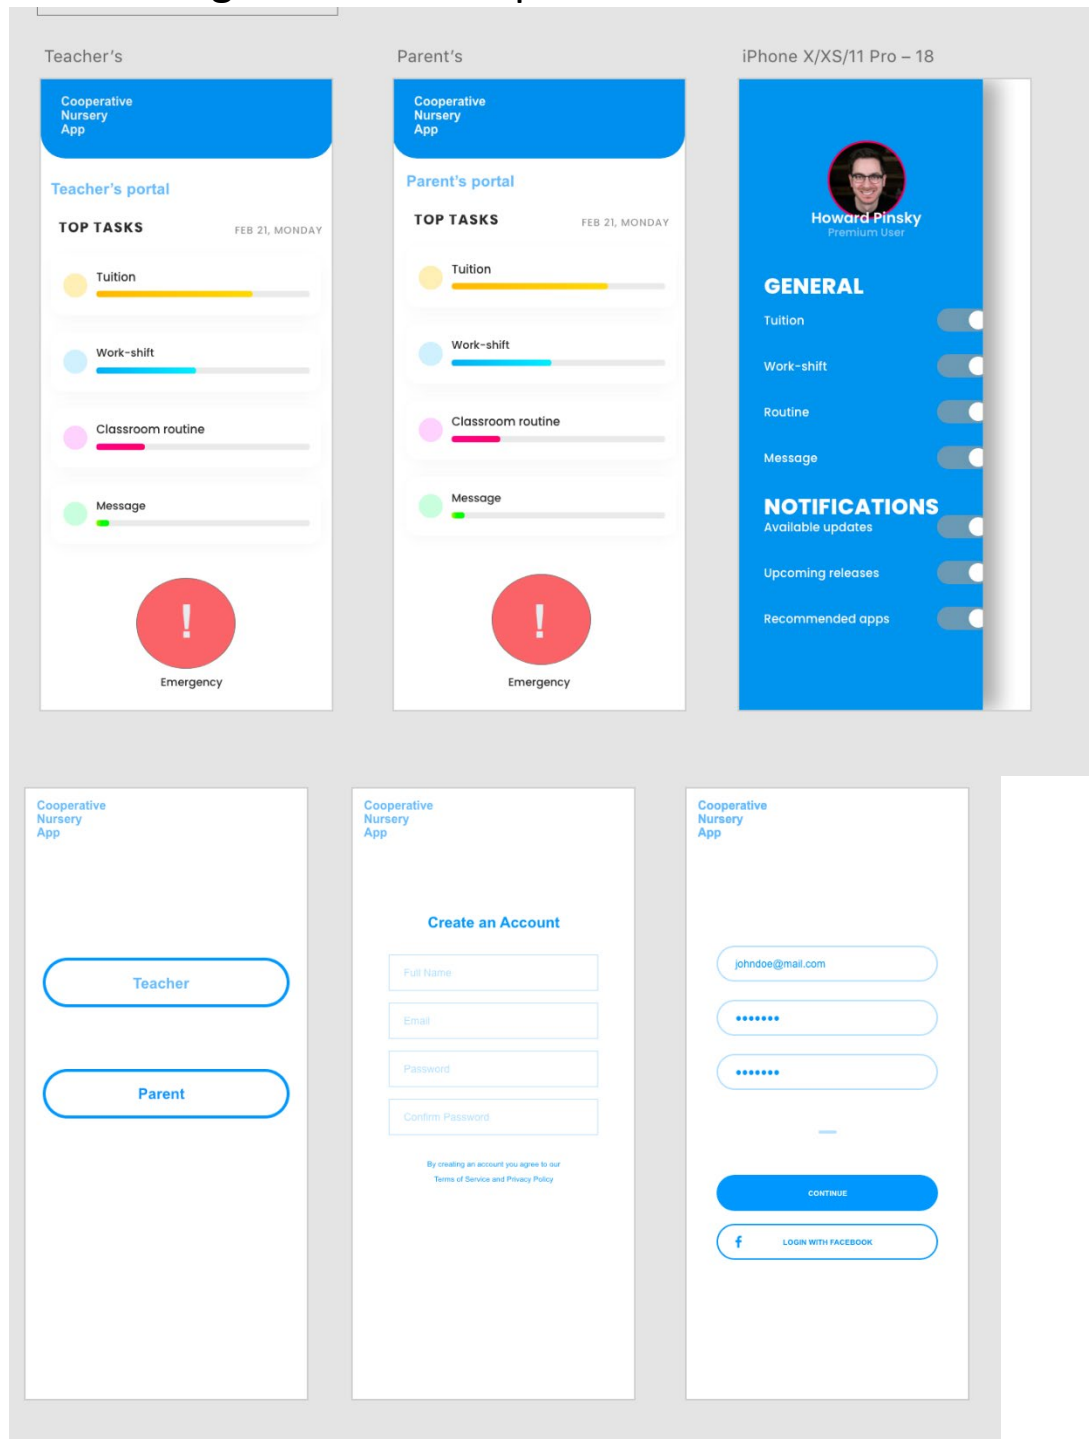 Teacher's
Cooperative
Nursery
App
Teacher's portal
TOP TASKS
FEB 21, MONDAY
Tuition
Work-shift
Classroom routine
Message
!
Emergency
Parent's
Cooperative
Nursery
App
Parent's portal
TOP TASKS
FEB 21, MONDAY
Tuition
Work-shift
Classroom routine
Message
!
Emergency
iPhone X/XS/11 Pro – 18
Howard Pinsky
Premium User
GENERAL
Tuition
Work-shift
Routine
Message
NOTIFICATIONS
Available updates
Upcoming releases
Recommended apps
Cooperative
Nursery
App
Teacher
Parent
Cooperative
Nursery
App
Create an Account
Full Name
Email
Password
Confirm Password
By creating an account you agree to our
Terms of Service and Privacy Policy
Cooperative
Nursery
App
johndoe@mail.com
•••••••
•••••••
CONTINUE
f LOGIN WITH FACEBOOK